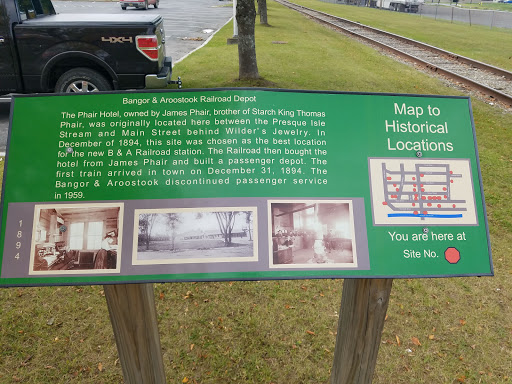 4X4
Bangor & Aroostook Railroad Depot
The Phair Hotel, owned by James Phair, brother of Starch King Thomas
Phair, was originally located here between the Presque Isle
Stream and Main Street behind Wilder's Jewelry. In
December of 1894, this site was chosen as the best location
for the new B & A Railroad station. The Railroad then bought the
hotel from James Phair and built a passenger depot. The
first train arrived in town on December 31, 1894. The
Bangor & Aroostook discontinued passenger service
in 1959.
1894
Map to
Historical
Locations
You are here at
Site No.